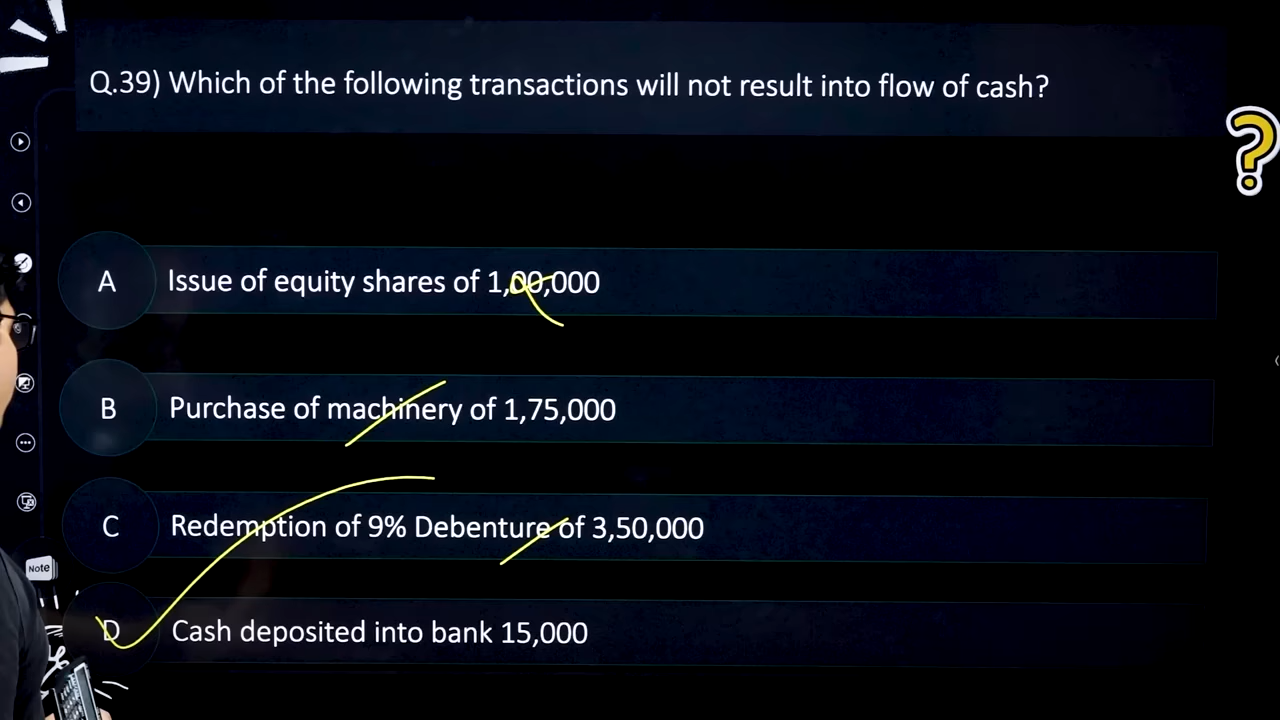 Q.39) Which of the following transactions will not result into flow of cash?
A Issue of equity shares of 1,00,000
B Purchase of machinery of 1,75,000
C Redemption of 9% Debenture of 3,50,000
Note
D Cash deposited into bank 15,000